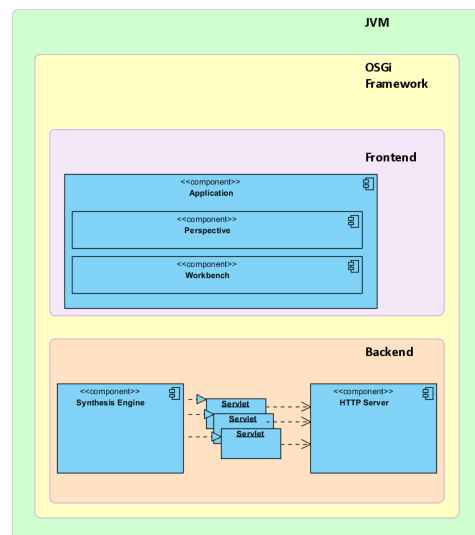 JVM
OSGi
Framework
Frontend
<<component>>
Application
<<component>>
Perspective
<<component>>
Workbench
Backend
<<component>>
Synthesis Engine
Servlet
Servlet
Servlet
<<component>>
HTTP Server